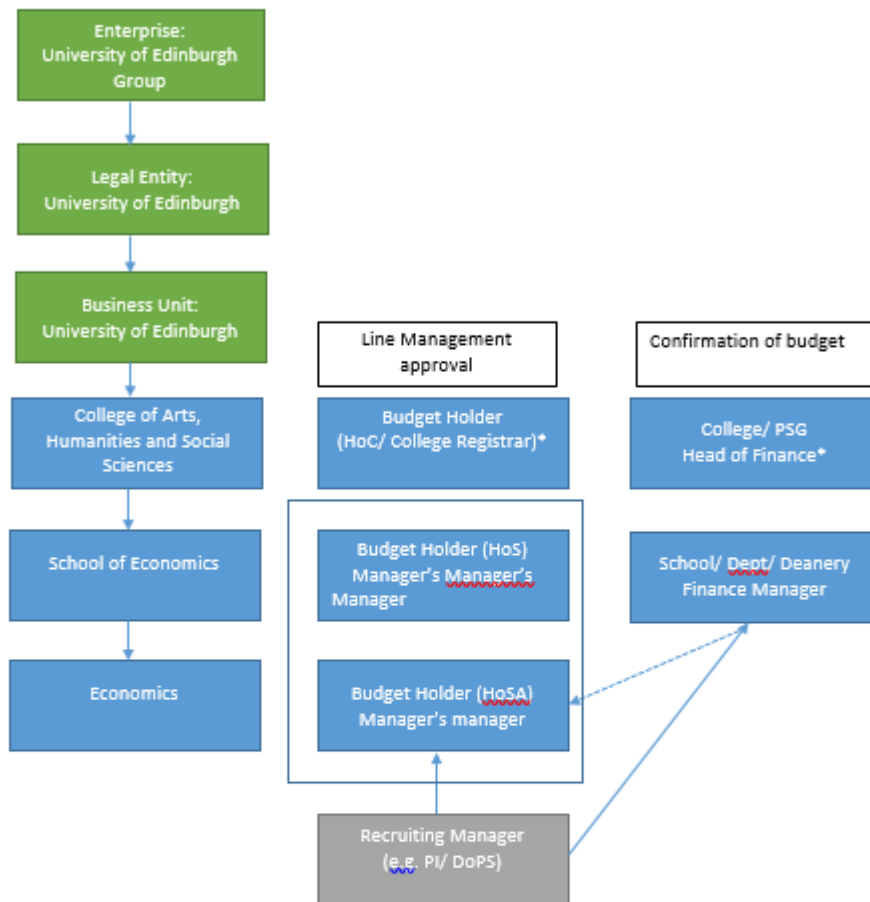 Enterprise:
University of Edinburgh
Group
Legal Entity:
University of Edinburgh
Business Unit:
University of Edinburgh
Line Management
approval
Confirmation of budget
College of Arts,
Humanities and Social
Sciences
Budget Holder
(HoC/ College Registrar)*
College/ PSG
Head of Finance*
School of Economics
Budget Holder (HoS)
Manager's Manager's
Manager
School/ Dept/ Deanery
Finance Manager
Economics
Budget Holder (HoSA)
Manager's manager
Recruiting Manager
(e.g. PI/ DoPS)